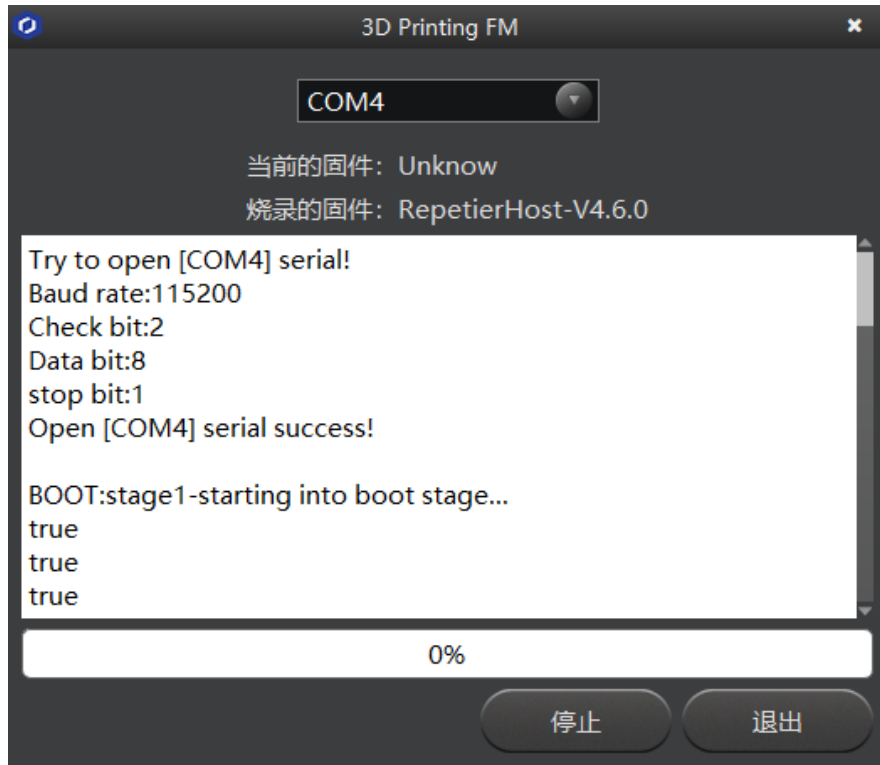 3D Printing FM
COM4
当前的固件：Unknow
烧录的固件：RepetierHost-V4.6.0
Try to open [COM4] serial!
Baud rate:115200
Check bit:2
Data bit:8
stop bit:1
Open [COM4] serial success!
BOOT:stage1-starting into boot stage...
true
true
true
0%
停止
退出